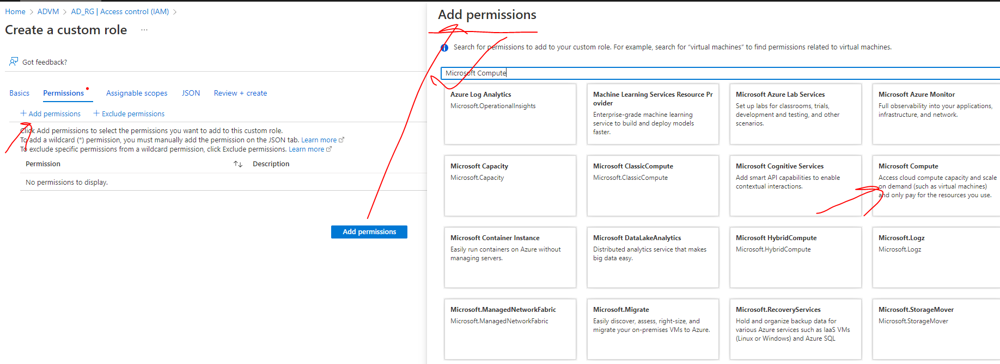 Home > ADVM > AD_RG | Access control (IAM) >
Create a custom role ...
Got feedback?
Basics Permissions Assignable scopes JSON Review + create
+ Add permissions + Exclude permissions
Click Add permissions to select the permissions you want to add to this custom role.
To add a wildcard (*) permission, you must manually add the permission on the JSON tab. Learn more
To exclude specific permissions from a wildcard permission, click Exclude permissions. Learn more
Permission ↑↓ Description
No permissions to display.
Add permissions
Add permissions
Search for permissions to add to your custom role. For example, search for “virtual machines” to find permissions related to virtual machines.
Microsoft Compute
Azure Log Analytics
Microsoft.OperationalInsights
Machine Learning Services Resource Pr
ovider
Enterprise-grade machine learning
service to build and deploy models
faster.
Microsoft Azure Lab Services
Set up labs for classrooms, trials,
development and testing, and other
scenarios.
Microsoft Azure Monitor
Full observability into your applications,
infrastructure, and network.
Microsoft Capacity
Microsoft.Capacity
Microsoft ClassicCompute
Microsoft.ClassicCompute
Microsoft Cognitive Services
Add smart API capabilities to enable
contextual interactions.
Microsoft Compute
Access cloud compute capacity and scale
on demand (such as virtual machines)
and only pay for the resources you use.
Microsoft Container Instance
Easily run containers on Azure without
managing servers.
Microsoft DataLakeAnalytics
Distributed analytics service that makes
big data easy.
Microsoft HybridCompute
Microsoft.HybridCompute
Microsoft.Logz
Microsoft.Logz
Microsoft.ManagedNetworkFabric
Microsoft.ManagedNetworkFabric
Microsoft.Migrate
Easily discover, assess, right-size, and
migrate your on-premises VMs to Azure.
Microsoft.RecoveryServices
Hold and organize backup data for
various Azure services such as IaaS VMs
(Linux or Windows) and Azure SQL
Microsoft.StorageMover
Microsoft.StorageMover